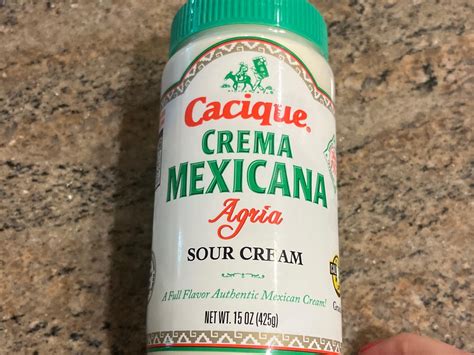 Cacique®
CREMA
MEXICANA
Agria
SOUR CREAM
A Full Flavor Authentic Mexican Cream!
NET WT. 15 OZ (425g)